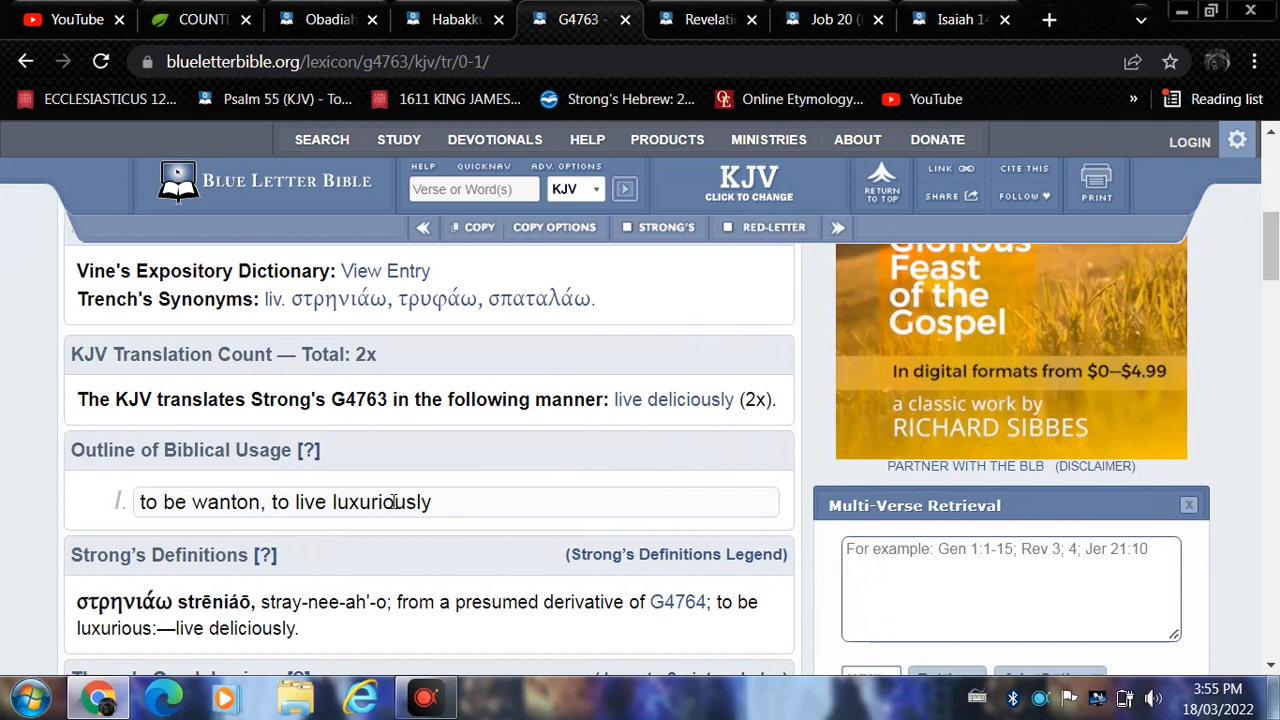 YouTube
COUNTD
Obadiah
Habakk
G4763 -
Revelat
Job 20 (
Isaiah 14
blueletterbible.org/lexicon/g4763/kjv/tr/0-1/
ECCLESIASTICUS 12...
Psalm 55 (KJV) - To...
1611 KING JAMES...
Strong's Hebrew: 2...
Online Etymology...
YouTube
»
Reading list
SEARCH STUDY DEVOTIONALS HELP PRODUCTS MINISTRIES ABOUT DONATE
LOGIN
BLUE LETTER BIBLE
HELP QUICKNAV ADV. OPTIONS
Verse or Word(s)
KJV
KJV
CLICK TO CHANGE
RETURN
TO TOP
LINK
CITE THIS
SHARE
FOLLOW
PRINT
COPY COPY OPTIONS STRONG'S RED-LETTER
Vine's Expository Dictionary: View Entry
Trench's Synonyms: liv. στρηνιάω, τρυφάω, σπαταλάω.
KJV Translation Count — Total: 2x
The KJV translates Strong's G4763 in the following manner: live deliciously (2x).
Outline of Biblical Usage [?]
I. to be wanton, to live luxuriously
Strong’s Definitions [?]
(Strong’s Definitions Legend)
στρηνιάω strēniáō, stray-nee-ah'-o; from a presumed derivative of G4764; to be
luxurious:—live deliciously.
Glorious
Feast
of the
Gospel
In digital formats from $0–$4.99
a classic work by
RICHARD SIBBES
PARTNER WITH THE BLB (DISCLAIMER)
Multi-Verse Retrieval
X
For example: Gen 1:1-15; Rev 3; 4; Jer 21:10
3:55 PM
18/03/2022